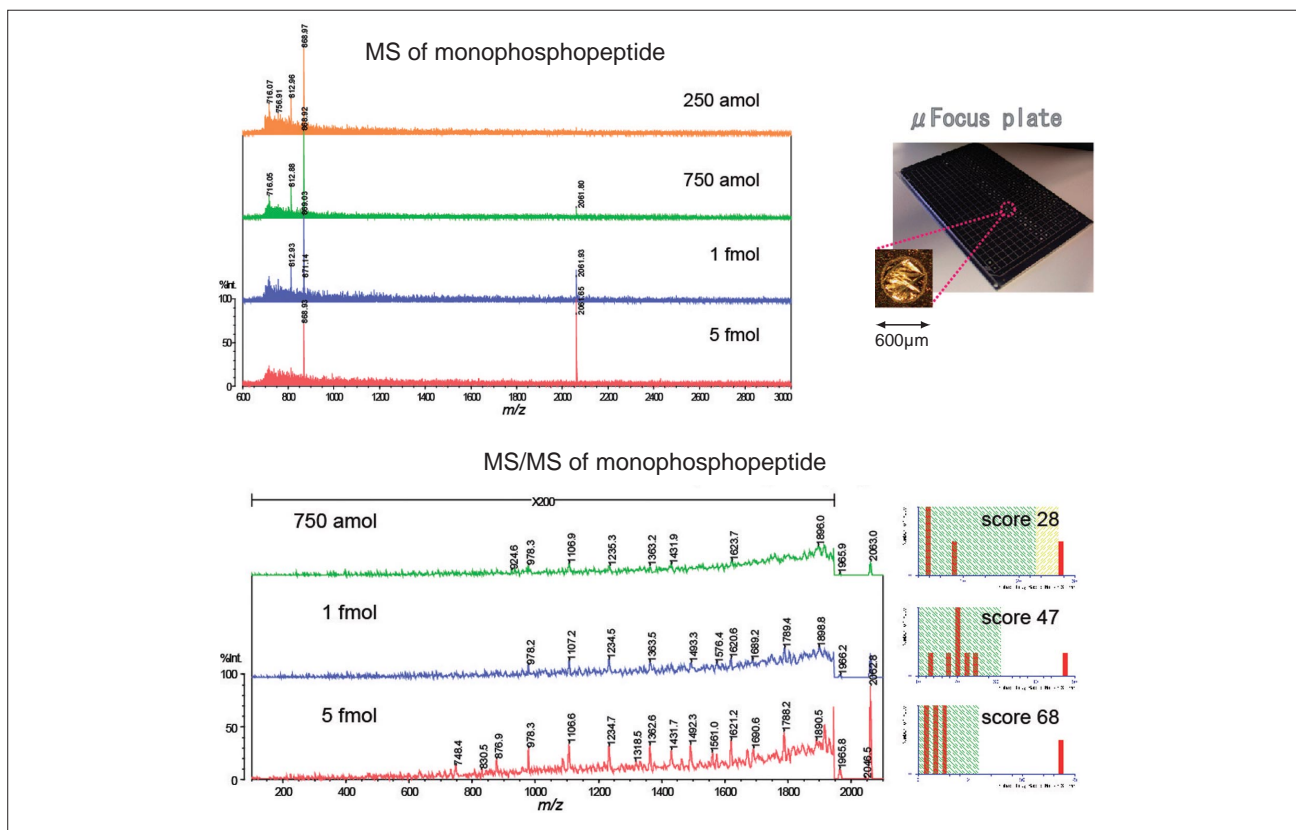 MS of monophosphopeptide
250 amol
716.07
756.91
812.96
868.97
750 amol
716.05
812.88
868.92
2061.80
1 fmol
812.93
869.03
871.14
2061.93
5 fmol
868.93
2061.65
%Int.
100
50
0
600 800 1000 1200 1400 1600 1800 2000 2200 2400 2600 2800 3000
m/z
μ Focus plate
600μm
MS/MS of monophosphopeptide
X200
750 amol
924.6
978.3
1106.9
1235.3
1363.2
1431.9
1623.7
1896.0
1965.9
2063.0
score 28
1 fmol
978.2
1107.2
1234.5
1363.5
1493.3
1576.4
1620.6
1689.2
1789.4
1898.8
1966.2
2062.8
score 47
5 fmol
748.4
830.5
876.9
978.3
1106.6
1234.7
1318.5
1362.6
1431.7
1492.3
1561.0
1621.2
1690.6
1788.2
1890.5
1965.8
2046.5
score 68
%Int.
100
50
0
200 400 600 800 1000 1200 1400 1600 1800 2000
m/z